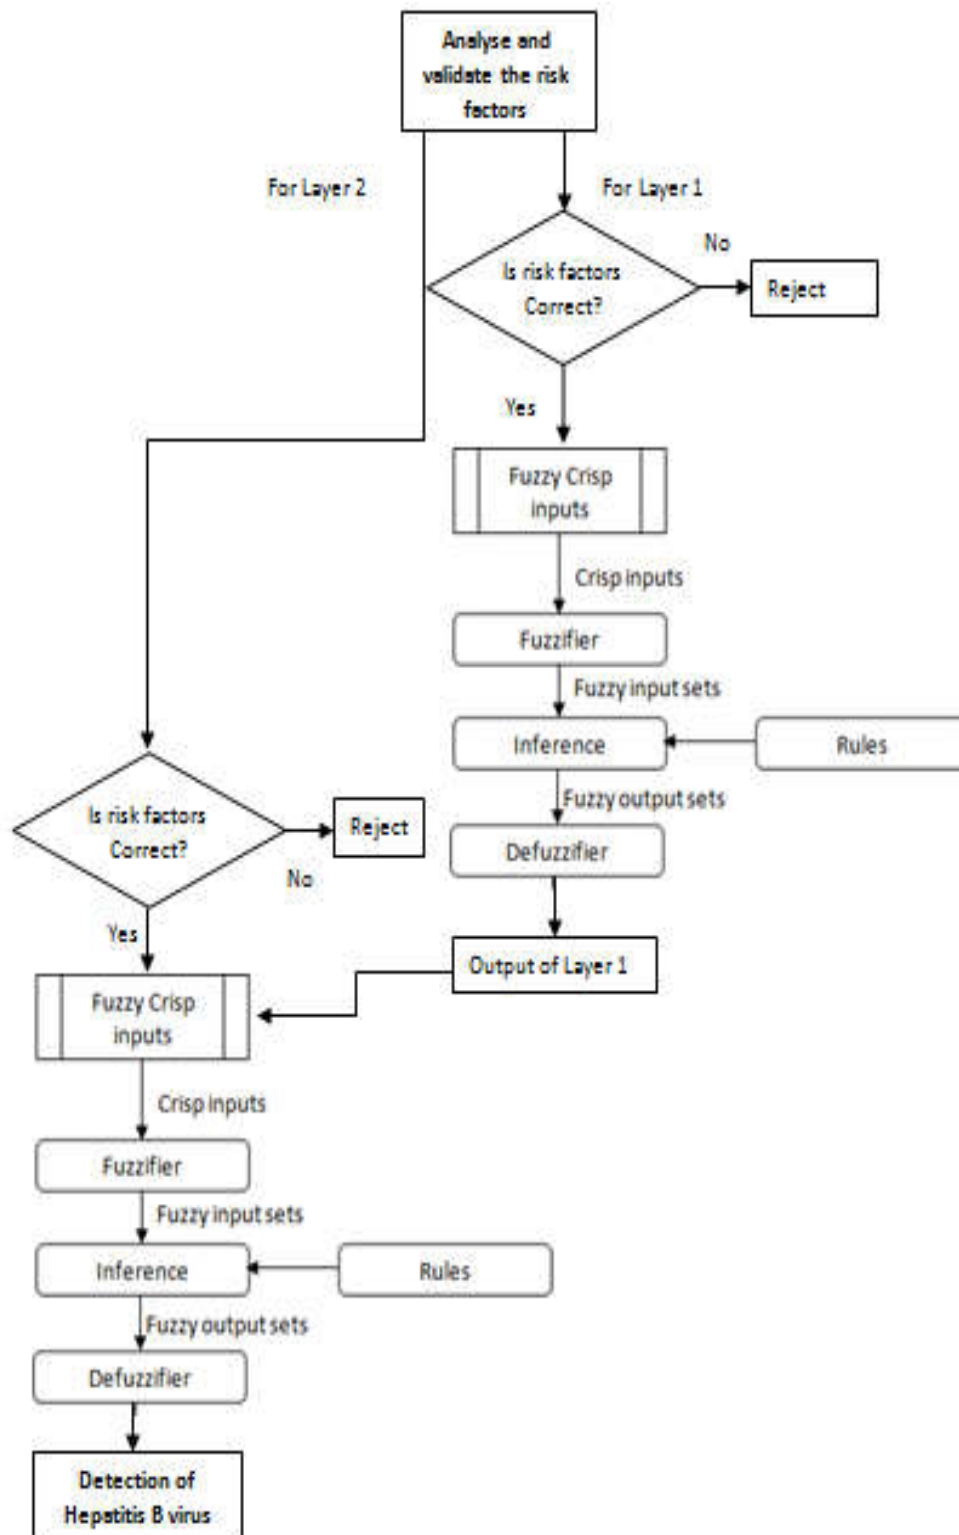 Analyse and
validate the risk
factors
For Layer 2
For Layer 1
No
Is risk factors
Correct?
Reject
Yes
Fuzzy Crisp
inputs
Crisp inputs
Fuzzifier
Fuzzy input sets
Inference
Rules
Fuzzy output sets
Defuzzifier
Output of Layer 1
Is risk factors
Correct?
Reject
No
Yes
Fuzzy Crisp
inputs
Crisp inputs
Fuzzifier
Fuzzy input sets
Inference
Rules
Fuzzy output sets
Defuzzifier
Detection of
Hepatitis B virus